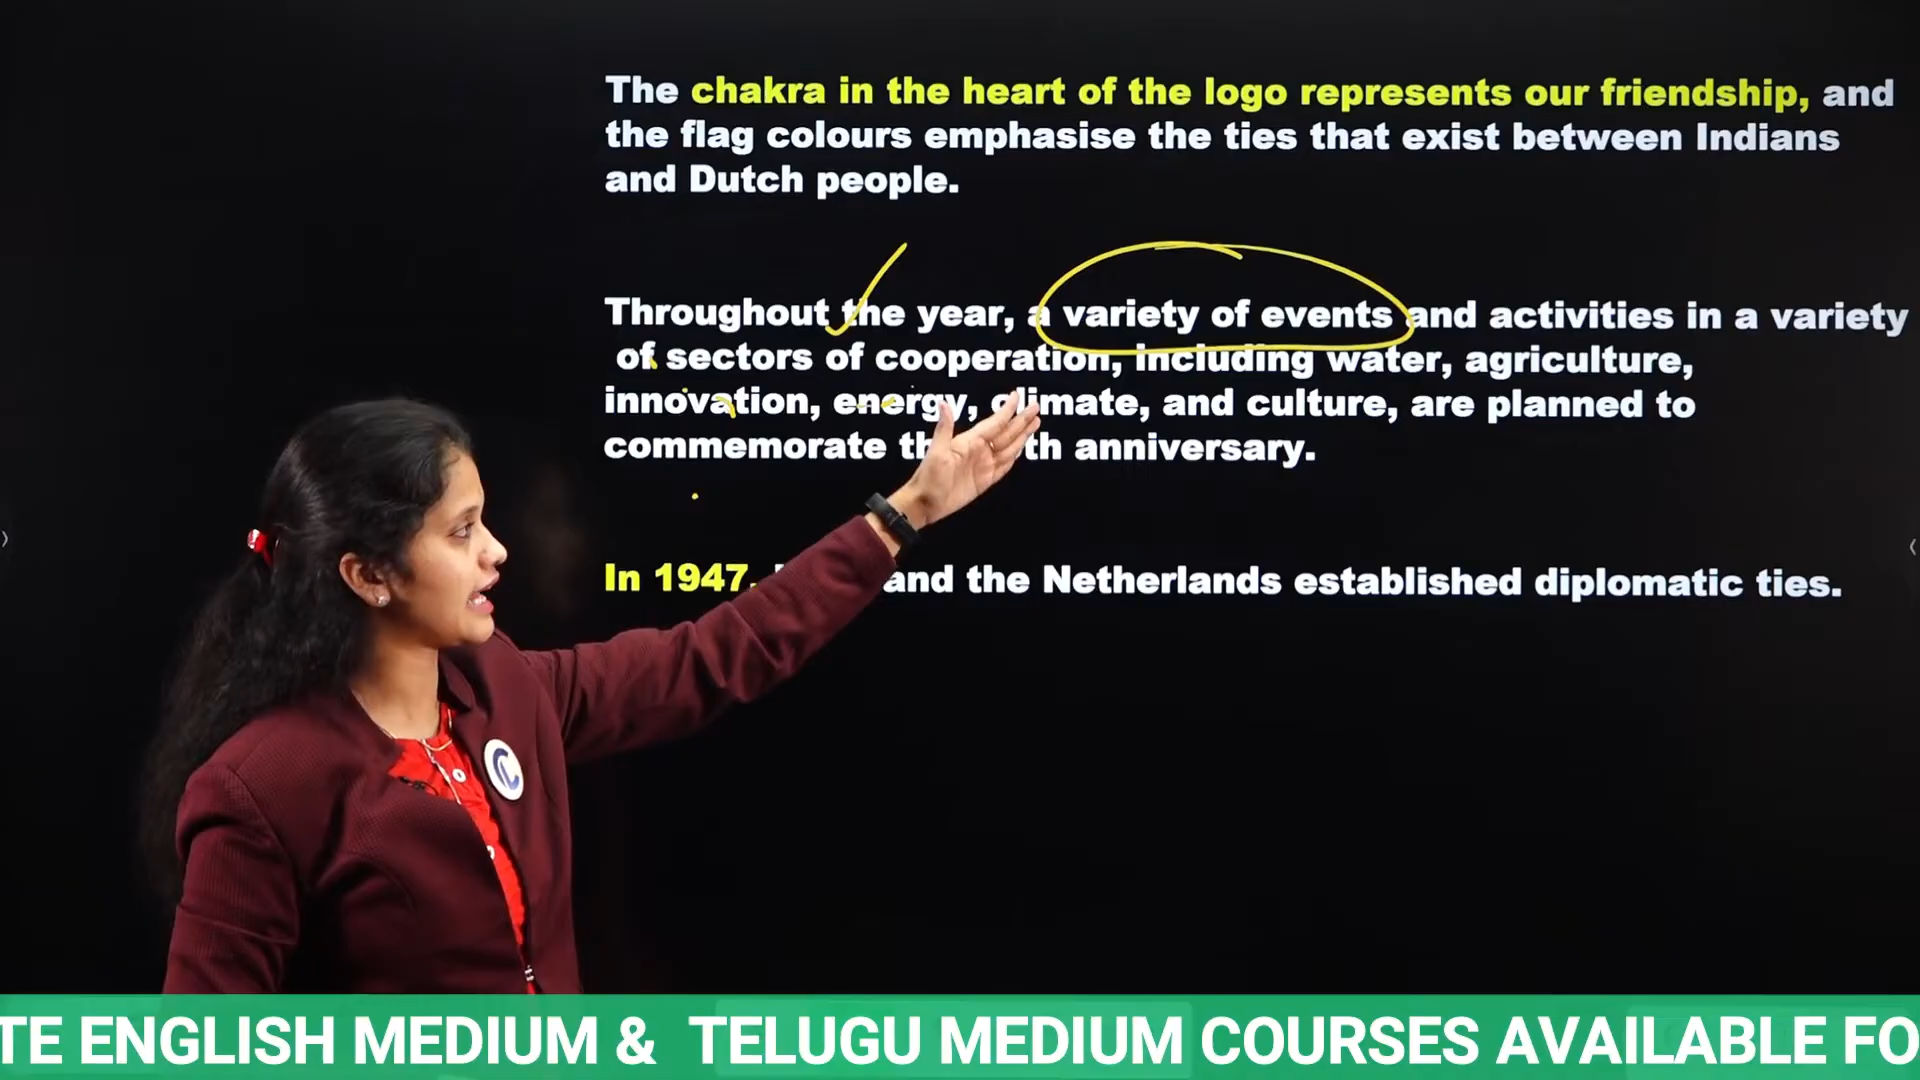 The chakra in the heart of the logo represents our friendship, and
the flag colours emphasise the ties that exist between Indians
and Dutch people.
Throughout the year, a variety of events and activities in a variety
of sectors of cooperation, including water, agriculture,
innovation, energy, climate, and culture, are planned to
commemorate th th anniversary.
In 1947, and the Netherlands established diplomatic ties.
TE ENGLISH MEDIUM & TELUGU MEDIUM COURSES AVAILABLE FO